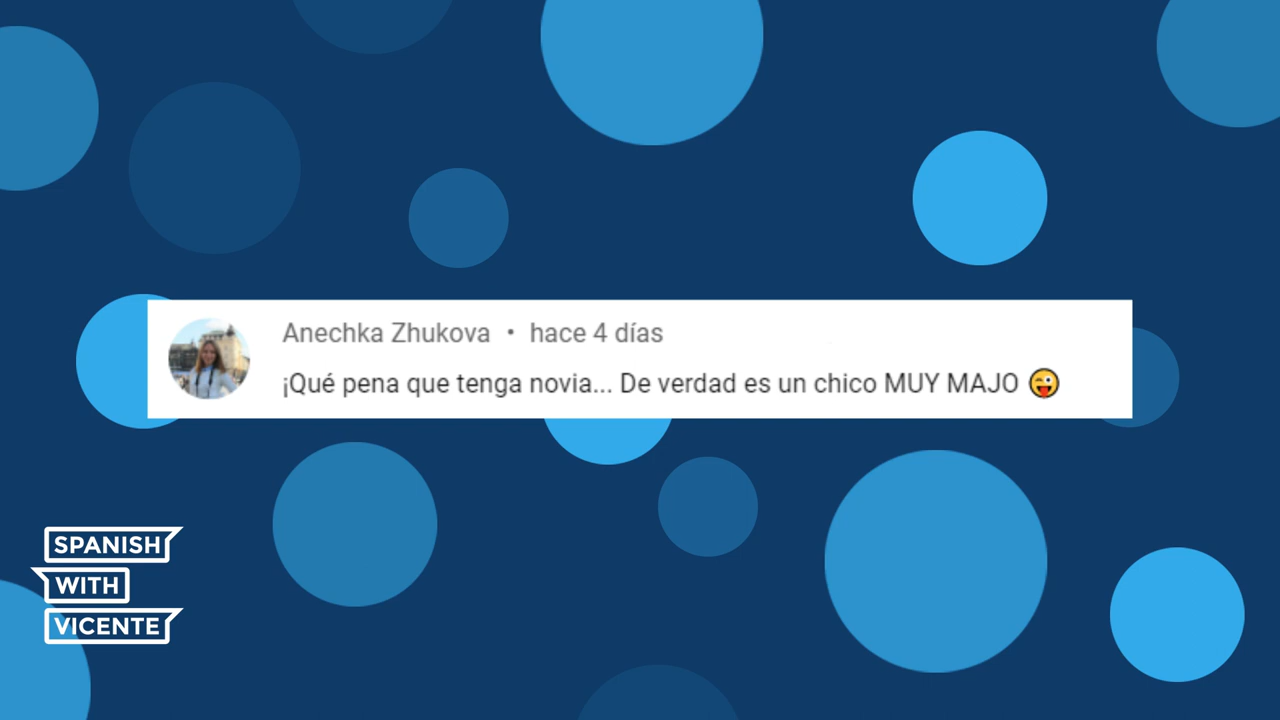 Anechka Zhukova • hace 4 días
¡Qué pena que tenga novia... De verdad es un chico MUY MAJO 😜
SPANISH
WITH
VICENTE